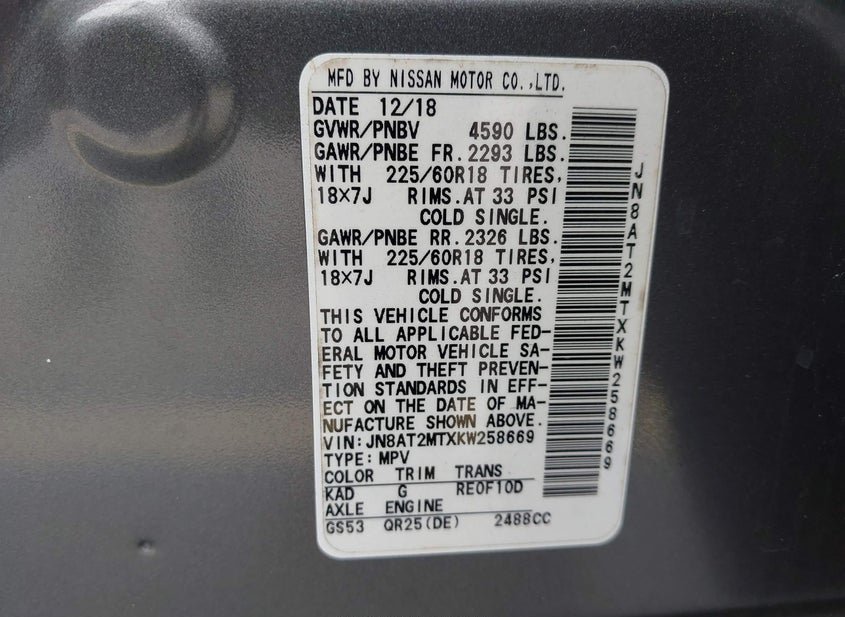 MFD BY NISSAN MOTOR CO.,LTD.
DATE 12/18
GVWR/PNBV 4590 LBS.
GAWR/PNBE FR. 2293 LBS.
WITH 225/60R18 TIRES,
18×7J RIMS.AT 33 PSI
COLD SINGLE.
GAWR/PNBE RR. 2326 LBS.
WITH 225/60R18 TIRES,
18×7J RIMS.AT 33 PSI
COLD SINGLE.
THIS VEHICLE CONFORMS
TO ALL APPLICABLE FED-
ERAL MOTOR VEHICLE SA-
FETY AND THEFT PREVEN-
TION STANDARDS IN EFF-
ECT ON THE DATE OF MA-
NUFACTURE SHOWN ABOVE.
VIN:JN8AT2MTXKW258669
TYPE:MPV
COLOR TRIM TRANS
KAD G RE0F10D
AXLE ENGINE
GS53 QR25(DE) 2488CC
JN8AT2MTXKW258669